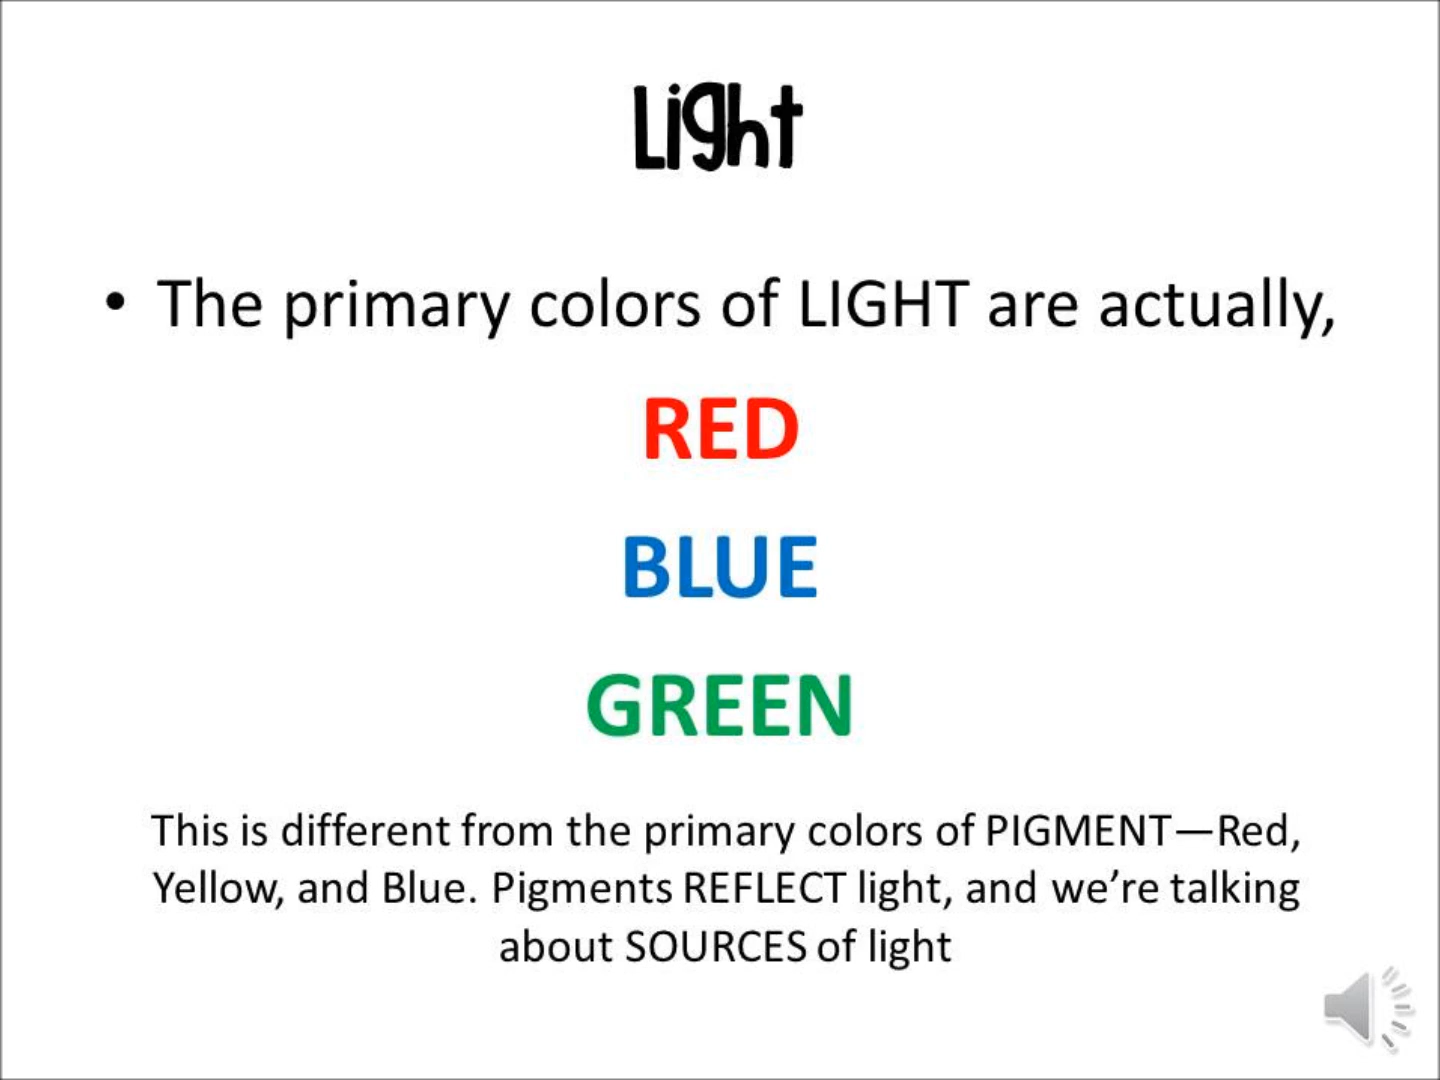 Light
• The primary colors of LIGHT are actually,
RED
BLUE
GREEN
This is different from the primary colors of PIGMENT—Red,
Yellow, and Blue. Pigments REFLECT light, and we’re talking
about SOURCES of light